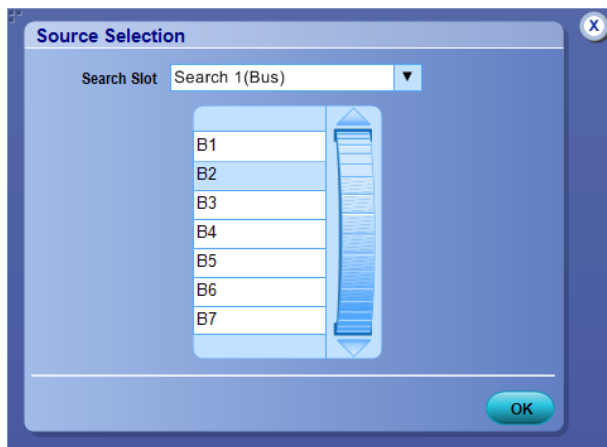 Source Selection
X
Search Slot Search 1(Bus)
B1
B2
B3
B4
B5
B6
B7
OK